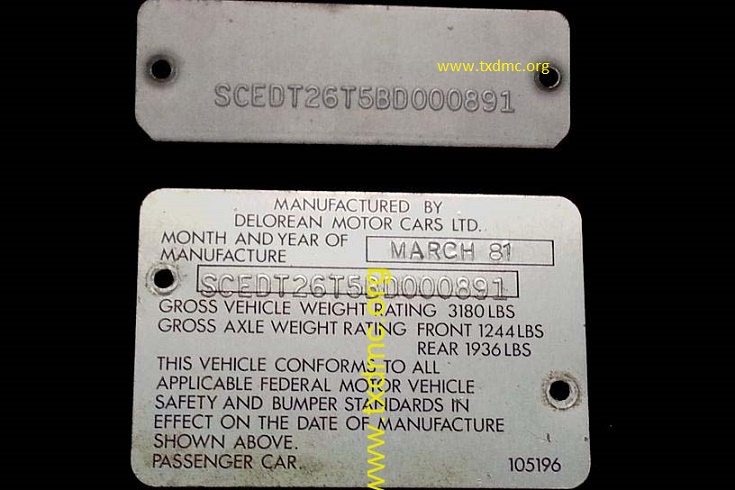 www.txdmc.org
SCEDT26T5BD000891
MANUFACTURED BY
DELOREAN MOTOR CARS LTD.
MONTH AND YEAR OF
MANUFACTURE
MARCH 81
SCEDT26T5BD000891
GROSS VEHICLE WEIGHT RATING 3180 LBS
GROSS AXLE WEIGHT RATING FRONT 1244 LBS
REAR 1936 LBS
THIS VEHICLE CONFORMS TO ALL
APPLICABLE FEDERAL MOTOR VEHICLE
SAFETY AND BUMPER STANDARDS IN
EFFECT ON THE DATE OF MANUFACTURE
SHOWN ABOVE.
PASSENGER CAR. 105196
www.txdmc.org